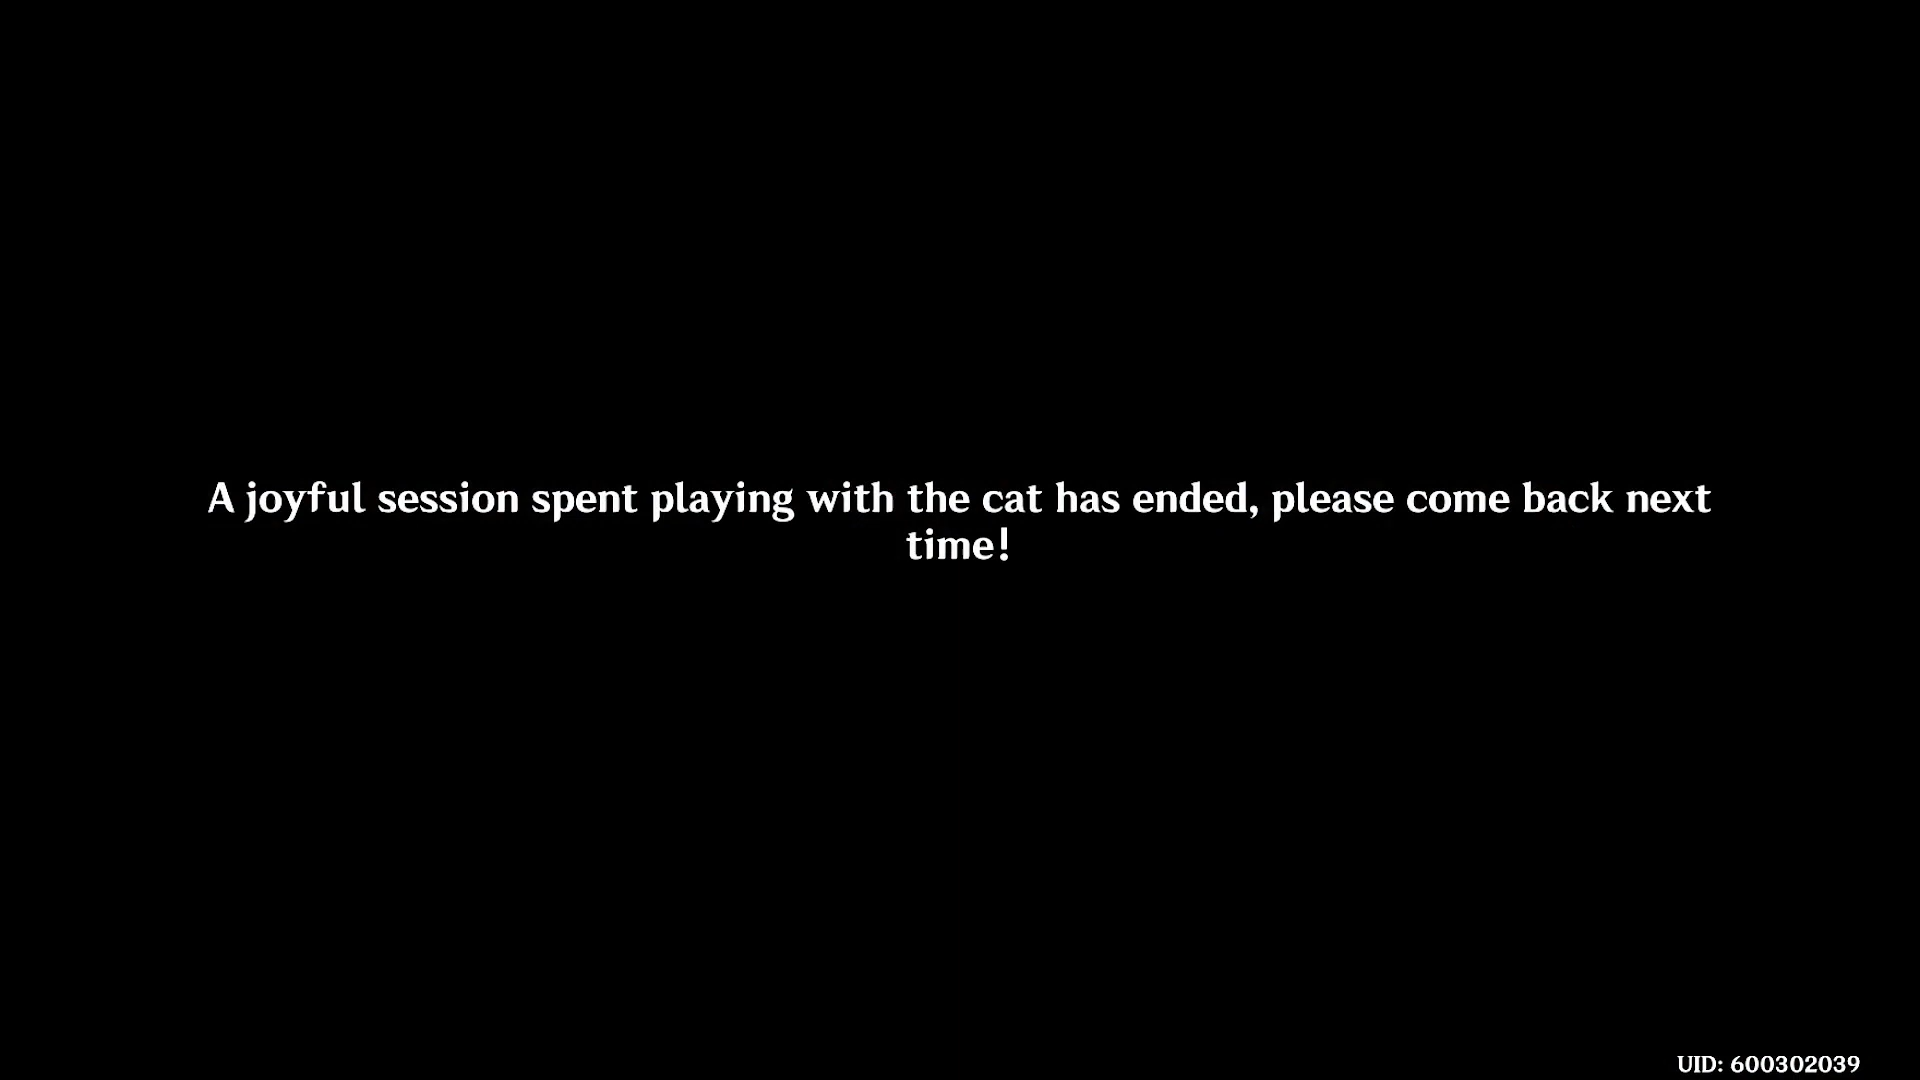 A joyful session spent playing with the cat has ended, please come back next
time!
UID: 600302039